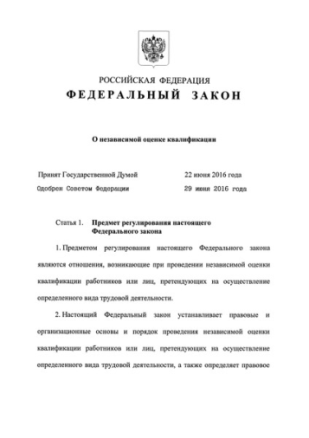 РОССИЙСКАЯ ФЕДЕРАЦИЯ
ФЕДЕРАЛЬНЫЙ ЗАКОН
О независимой оценке квалификации
Принят Государственной Думой 22 июня 2016 года
Одобрен Советом Федерации 29 июня 2016 года
Статья 1. Предмет регулирования настоящего
Федерального закона
1. Предметом регулирования настоящего Федерального закона
являются отношения, возникающие при проведении независимой оценки
квалификации работников или лиц, претендующих на осуществление
определенного вида трудовой деятельности.
2. Настоящий Федеральный закон устанавливает правовые и
организационные основы и порядок проведения независимой оценки
квалификации работников или лиц, претендующих на осуществление
определенного вида трудовой деятельности, а также определяет правовое